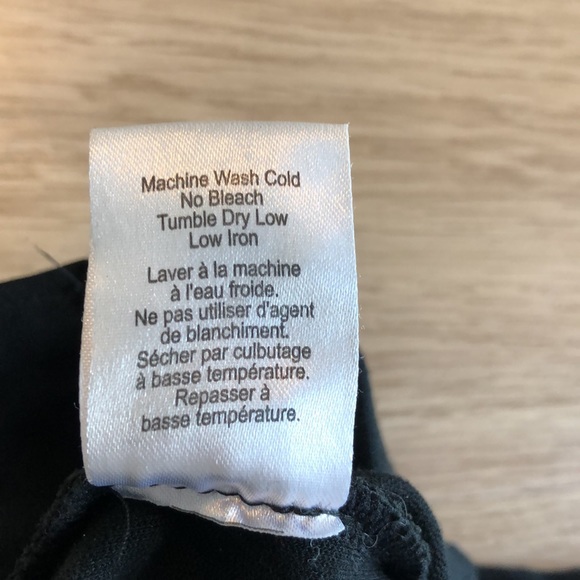 Machine Wash Cold
No Bleach
Tumble Dry Low
Low Iron
Laver à la machine
à l'eau froide.
Ne pas utiliser d'agent
de blanchiment.
Sécher par culbutage
à basse température.
Repasser à
basse température.